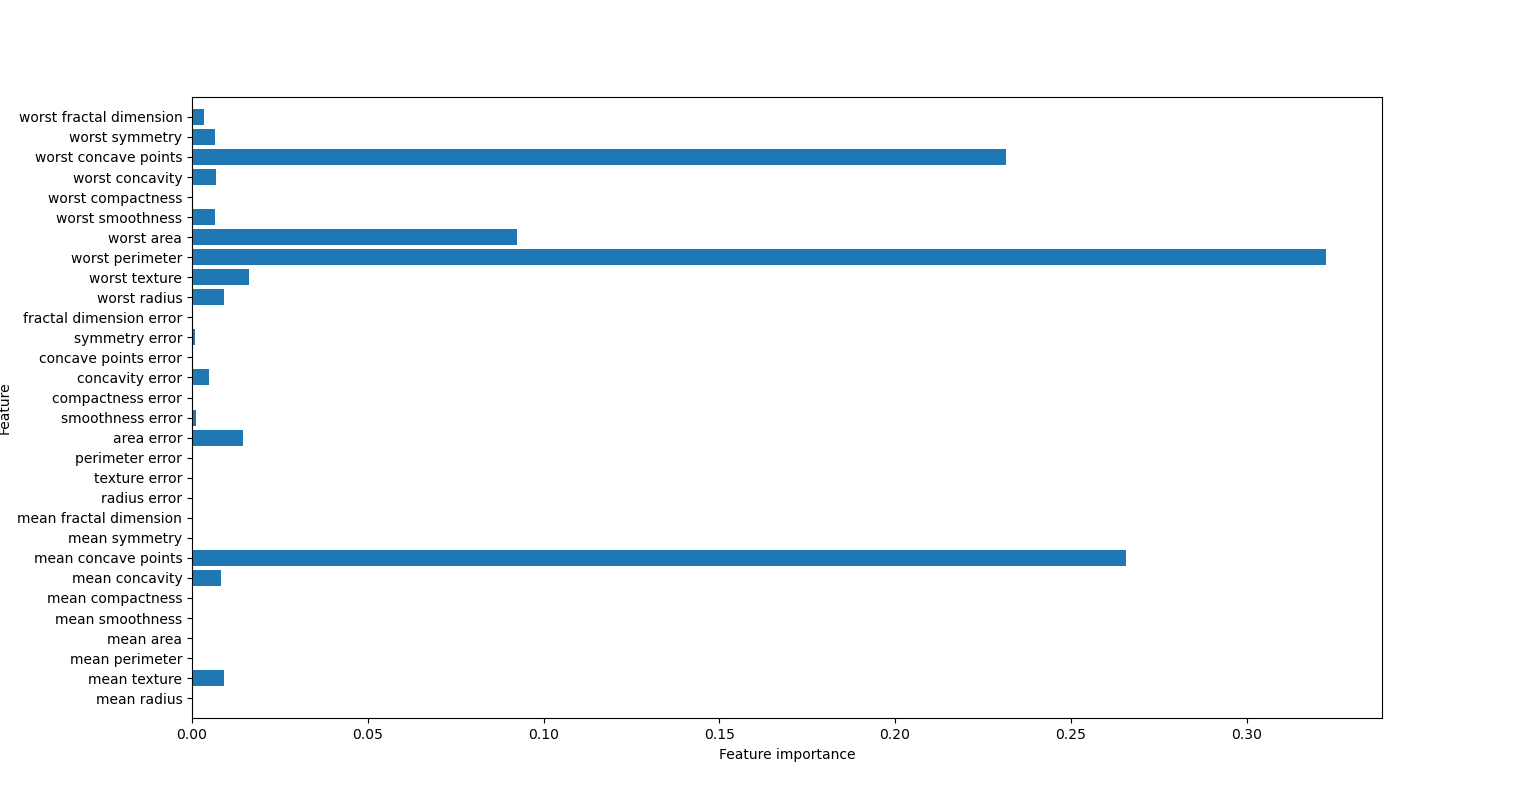 worst fractal dimension
worst symmetry
worst concave points
worst concavity
worst compactness
worst smoothness
worst area
worst perimeter
worst texture
worst radius
fractal dimension error
symmetry error
concave points error
concavity error
compactness error
smoothness error
area error
perimeter error
texture error
radius error
mean fractal dimension
mean symmetry
mean concave points
mean concavity
mean compactness
mean smoothness
mean area
mean perimeter
mean texture
mean radius
Feature
0.00 0.05 0.10 0.15 0.20 0.25 0.30
Feature importance